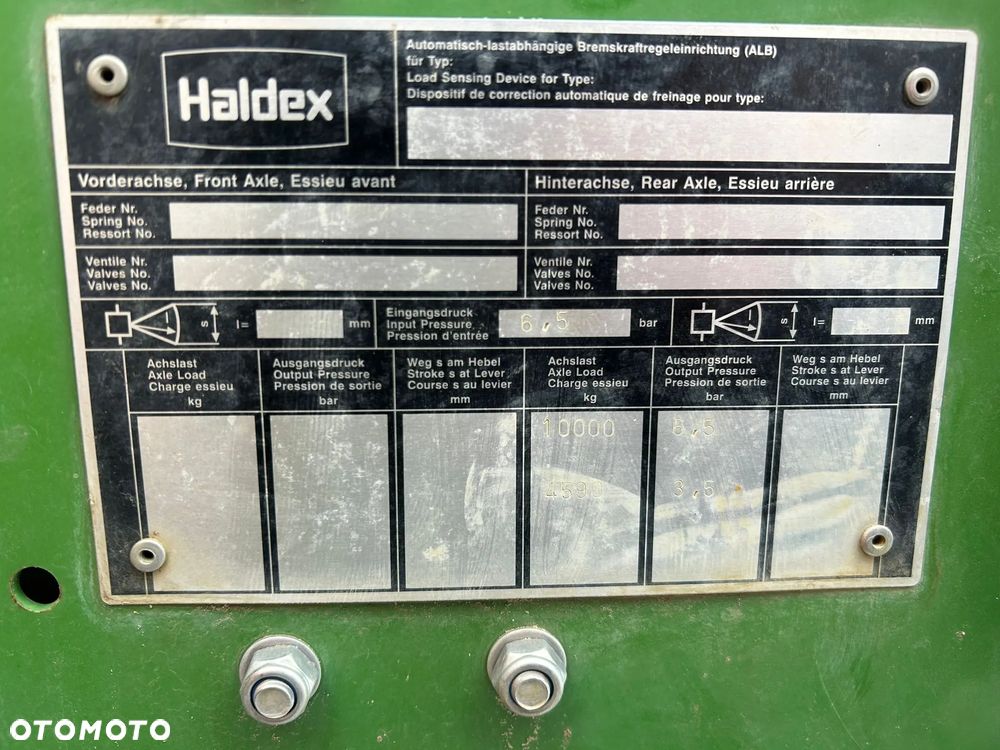 Haldex
Automatisch-lastabhängige Bremskraftregeleinrichtung (ALB)
für Typ:
Load Sensing Device for Type:
Dispositif de correction automatique de freinage pour type:
Vorderachse, Front Axle, Essieu avant
Hinterachse, Rear Axle, Essieu arrière
Feder Nr.
Spring No.
Ressort No.
Feder Nr.
Spring No.
Ressort No.
Ventile Nr.
Valves No.
Valves No.
Ventile Nr.
Valves No.
Valves No.
s
l=
mm
Eingangsdruck
Input Pressure
Pression d'entrée
6,5
bar
s
l=
mm
Achslast
Axle Load
Charge essieu
kg
Ausgangsdruck
Output Pressure
Pression de sortie
bar
Weg s am Hebel
Stroke s at Lever
Course s au levier
mm
Achslast
Axle Load
Charge essieu
kg
Ausgangsdruck
Output Pressure
Pression de sortie
bar
Weg s am Hebel
Stroke s at Lever
Course s au levier
mm
10000
3,5
OTOMOTO